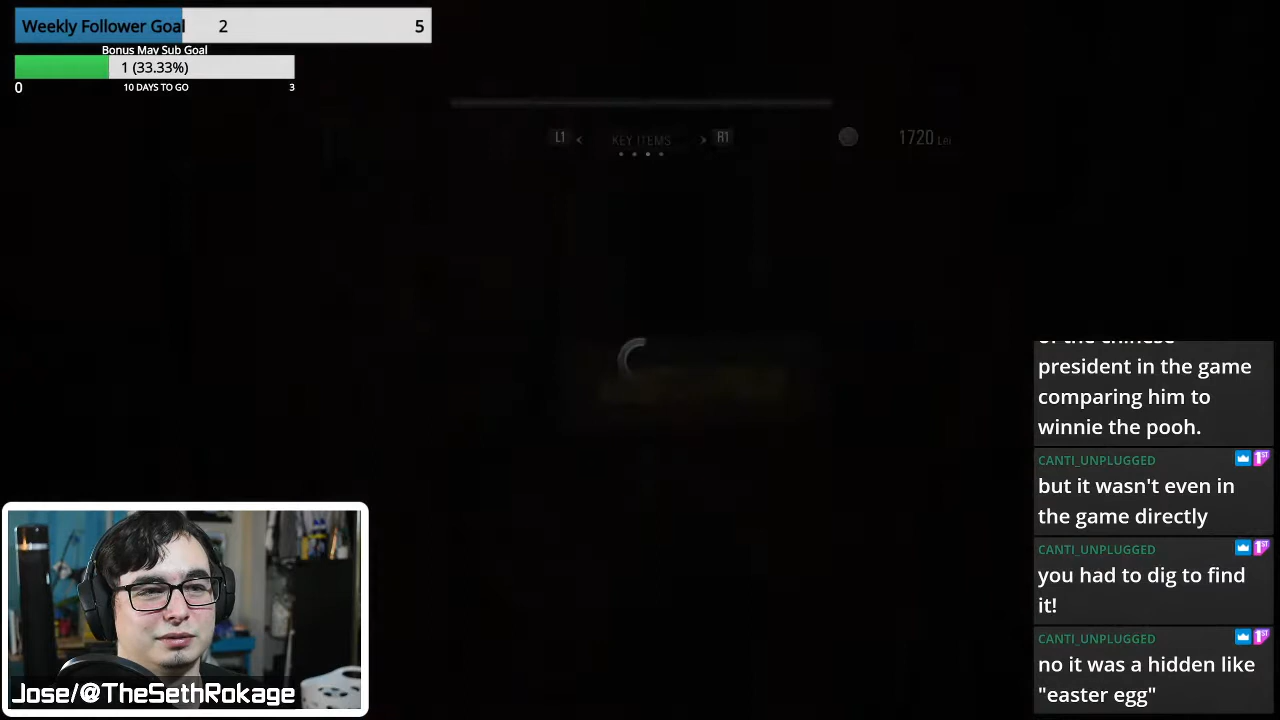 Weekly Follower Goal 2 5
Bonus May Sub Goal
1 (33.33%)
0 10 DAYS TO GO 3
L1 < KEY ITEMS > R1 1720 Lei
president in the game
comparing him to
winnie the pooh.
CANTI_UNPLUGGED
but it wasn't even in
the game directly
CANTI_UNPLUGGED
you had to dig to find
it!
CANTI_UNPLUGGED
no it was a hidden like
"easter egg"
Jose/@TheSethRokage